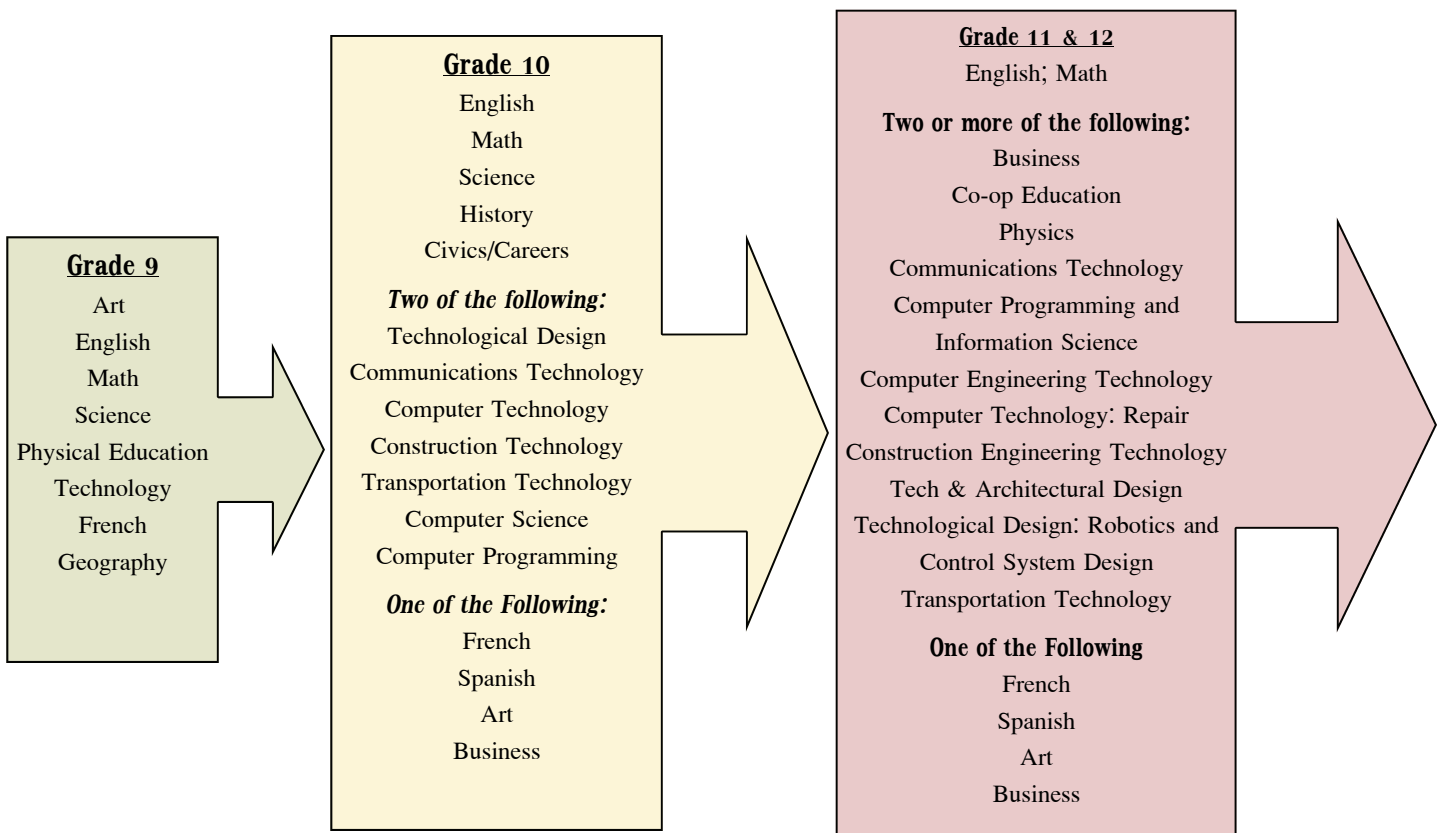 Grade 9
Art
English
Math
Science
Physical Education
Technology
French
Geography
Grade 10
English
Math
Science
History
Civics/Careers
Two of the following:
Technological Design
Communications Technology
Computer Technology
Construction Technology
Transportation Technology
Computer Science
Computer Programming
One of the Following:
French
Spanish
Art
Business
Grade 11 & 12
English; Math
Two or more of the following:
Business
Co-op Education
Physics
Communications Technology
Computer Programming and
Information Science
Computer Engineering Technology
Computer Technology: Repair
Construction Engineering Technology
Tech & Architectural Design
Technological Design: Robotics and
Control System Design
Transportation Technology
One of the Following
French
Spanish
Art
Business